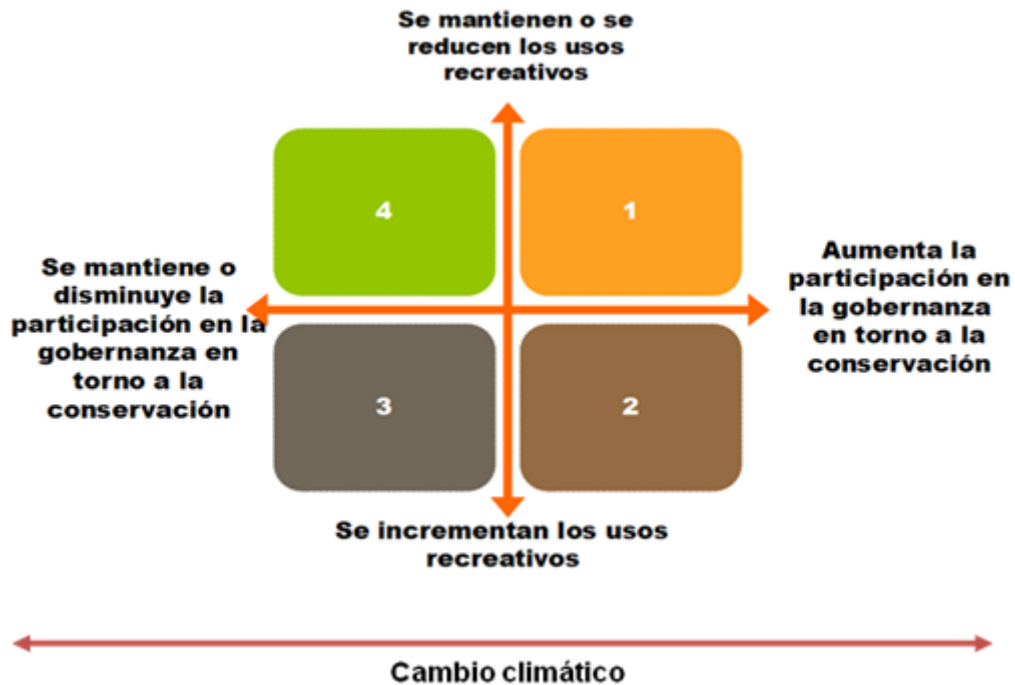 Se mantienen o se
reducen los usos
recreativos
4
1
Se mantiene o
disminuye la
participación en la
gobernanza en
torno a la
conservación
Aumenta la
participación en
la gobernanza
en torno a la
conservación
3
2
Se incrementan los usos
recreativos
Cambio climático